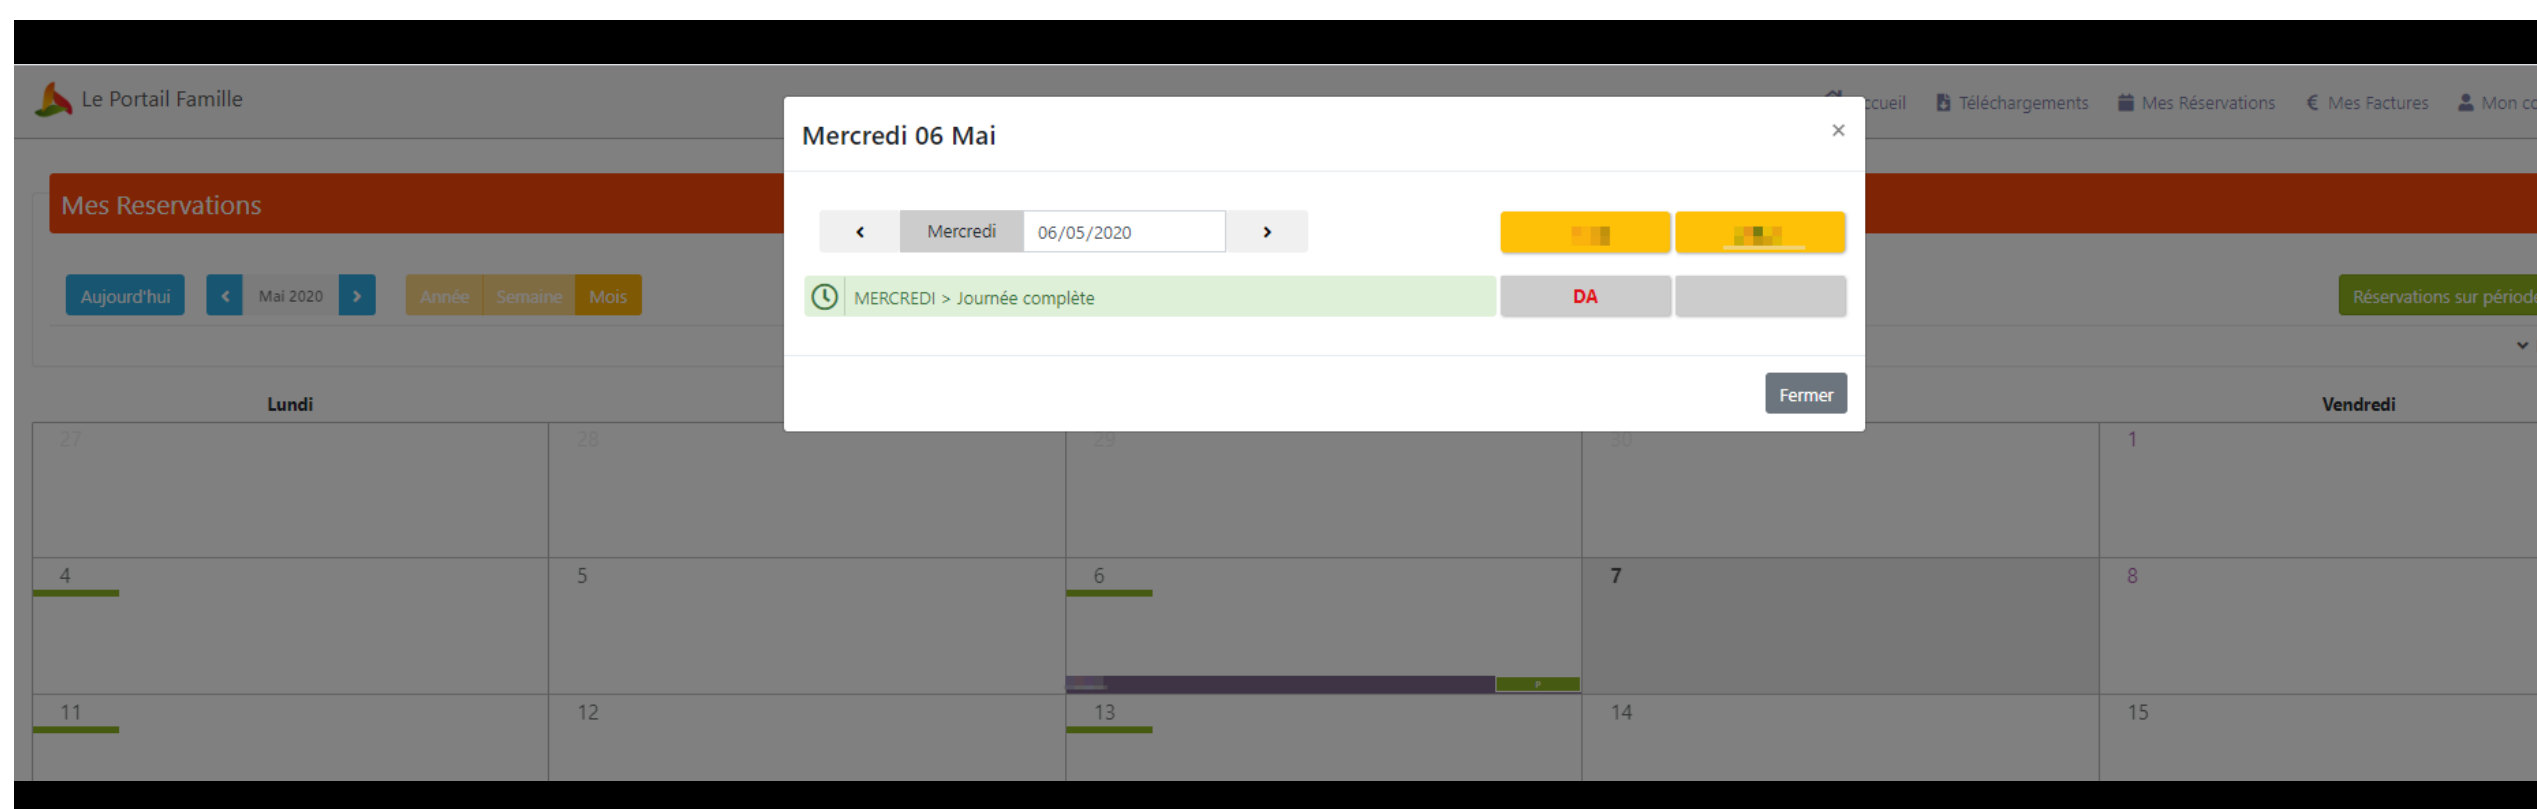 Le Portail Famille
ccueil Téléchargements Mes Réservations € Mes Factures Mon co
Mercredi 06 Mai ×
Mes Reservations
Mercredi 06/05/2020
Aujourd'hui Mai 2020 Année Semaine Mois
MERCREDI > Journée complète DA
Réservations sur période
Fermer
Lundi Vendredi
27 28 29 30 1
4 5 6 7 8
P
11 12 13 14 15